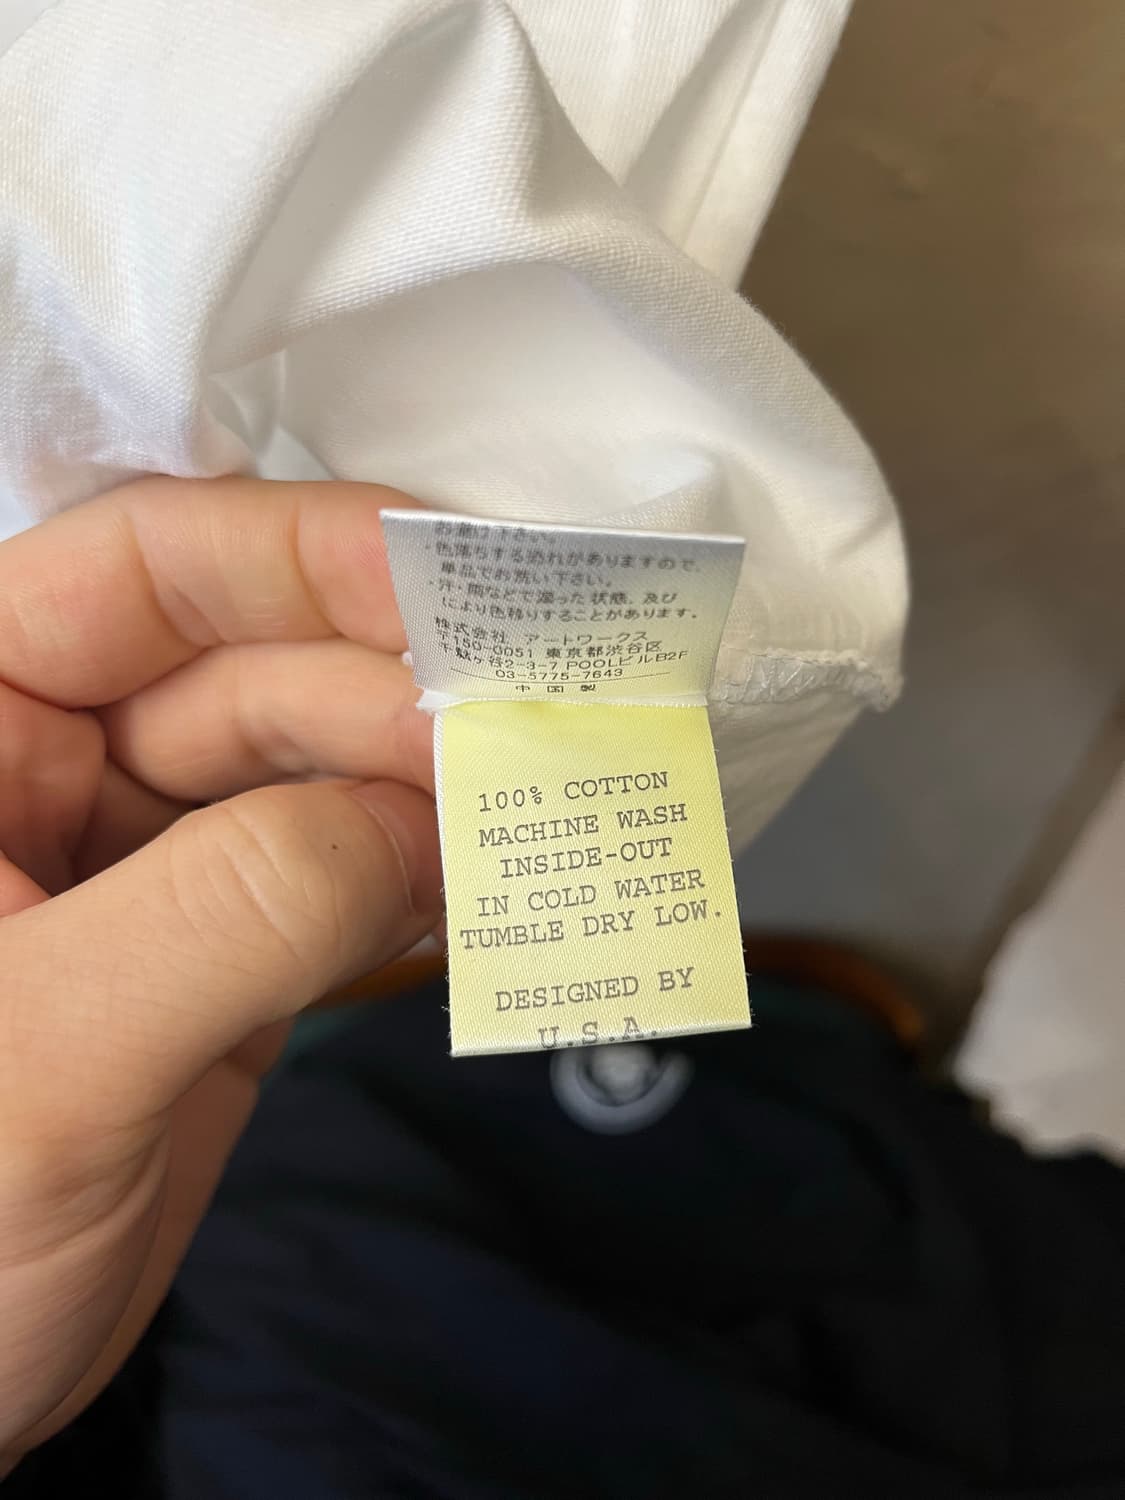 お届け下さい。
・色落ちする恐れがありますので、
単品でお洗い下さい。
・汗・雨などで湿った状態、及び
により色移りすることがあります。
株式会社 アートワークス
〒150-0051 東京都渋谷区
千駄ヶ谷2-3-7 POOLビルB2F
03-5775-7643
中国製
100% COTTON
MACHINE WASH
INSIDE-OUT
IN COLD WATER
TUMBLE DRY LOW.
DESIGNED BY
U.S.A.